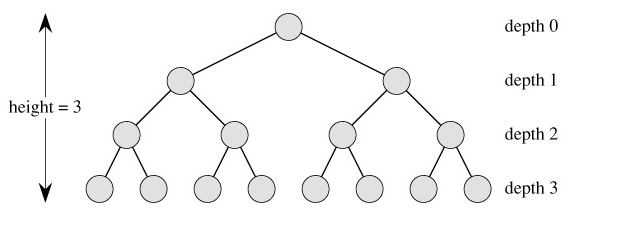 depth 0
depth 1
height = 3
depth 2
depth 3